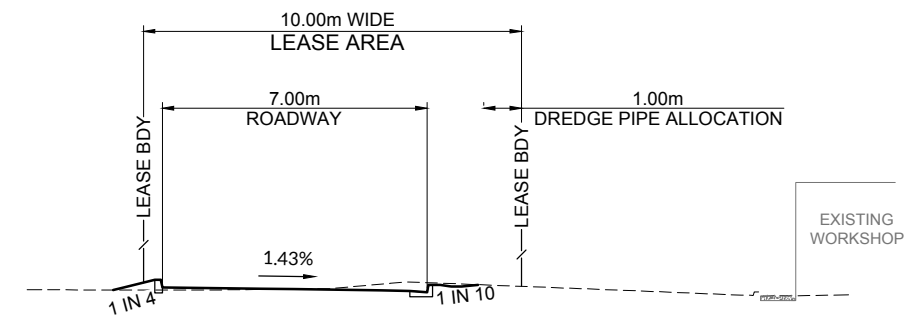 10.00m WIDE
LEASE AREA
7.00m
ROADWAY
1.00m
DREDGE PIPE ALLOCATION
LEASE BDY
LEASE BDY
EXISTING
WORKSHOP
1.43%
1 IN 4
1 IN 10